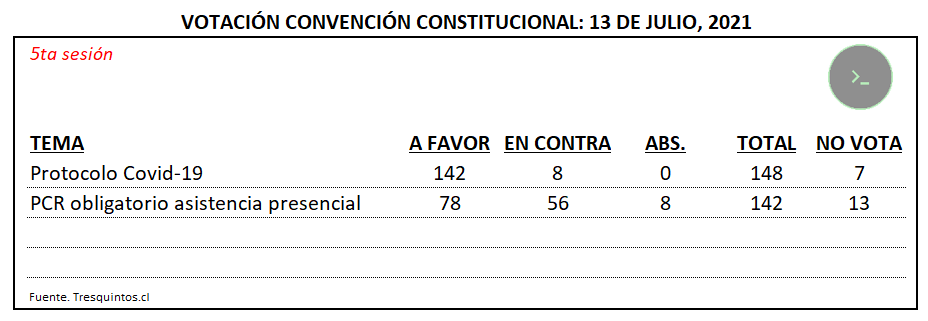 VOTACIÓN CONVENCIÓN CONSTITUCIONAL: 13 DE JULIO, 2021
5ta sesión
>_
TEMA A FAVOR EN CONTRA ABS. TOTAL NO VOTA
Protocolo Covid-19 142 8 0 148 7
PCR obligatorio asistencia presencial 78 56 8 142 13
Fuente. Tresquintos.cl